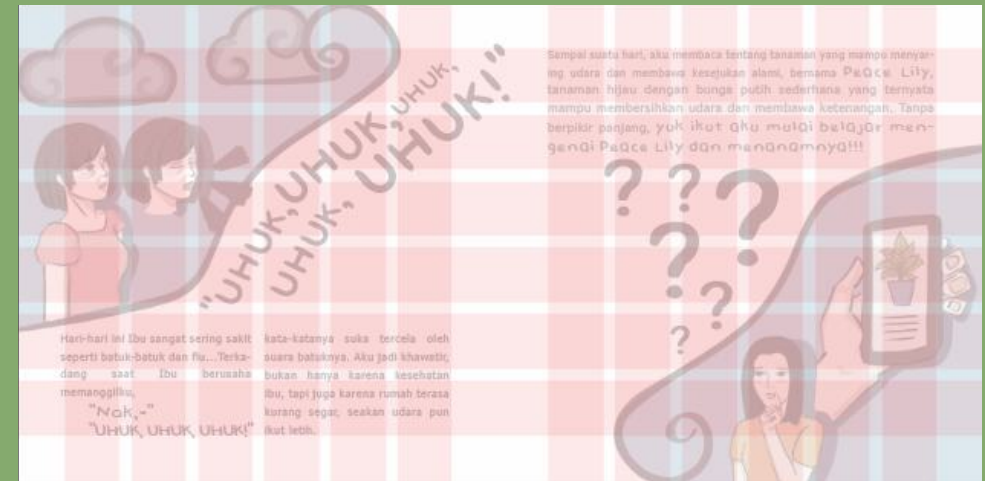 "UHUK, UHUK, UHUK,
UHUK, UHUK!"
Hari-hari ini Ibu sangat sering sakit
seperti batuk-batuk dan flu...Terka-
dang saat Ibu berusaha
memanggilku,
"Nak,-"
"UHUK, UHUK, UHUK!"
kata-katanya suka tercela oleh
suara batuknya. Aku jadi khawatir,
bukan hanya karena kesehatan
Ibu, tapi juga karena rumah terasa
kurang segar, seakan udara pun
ikut letih.
Sampai suatu hari, aku membaca tentang tanaman yang mampu menyar-
ing udara dan membawa kesejukan alami, bernama Peace Lily,
tanaman hijau dengan bunga putih sederhana yang ternyata
mampu membersihkan udara dan membawa ketenangan. Tanpa
berpikir panjang, yuk ikut aku mulai belajar men-
genai Peace Lily dan menanamnya!!!
? ? ?
? ?
?